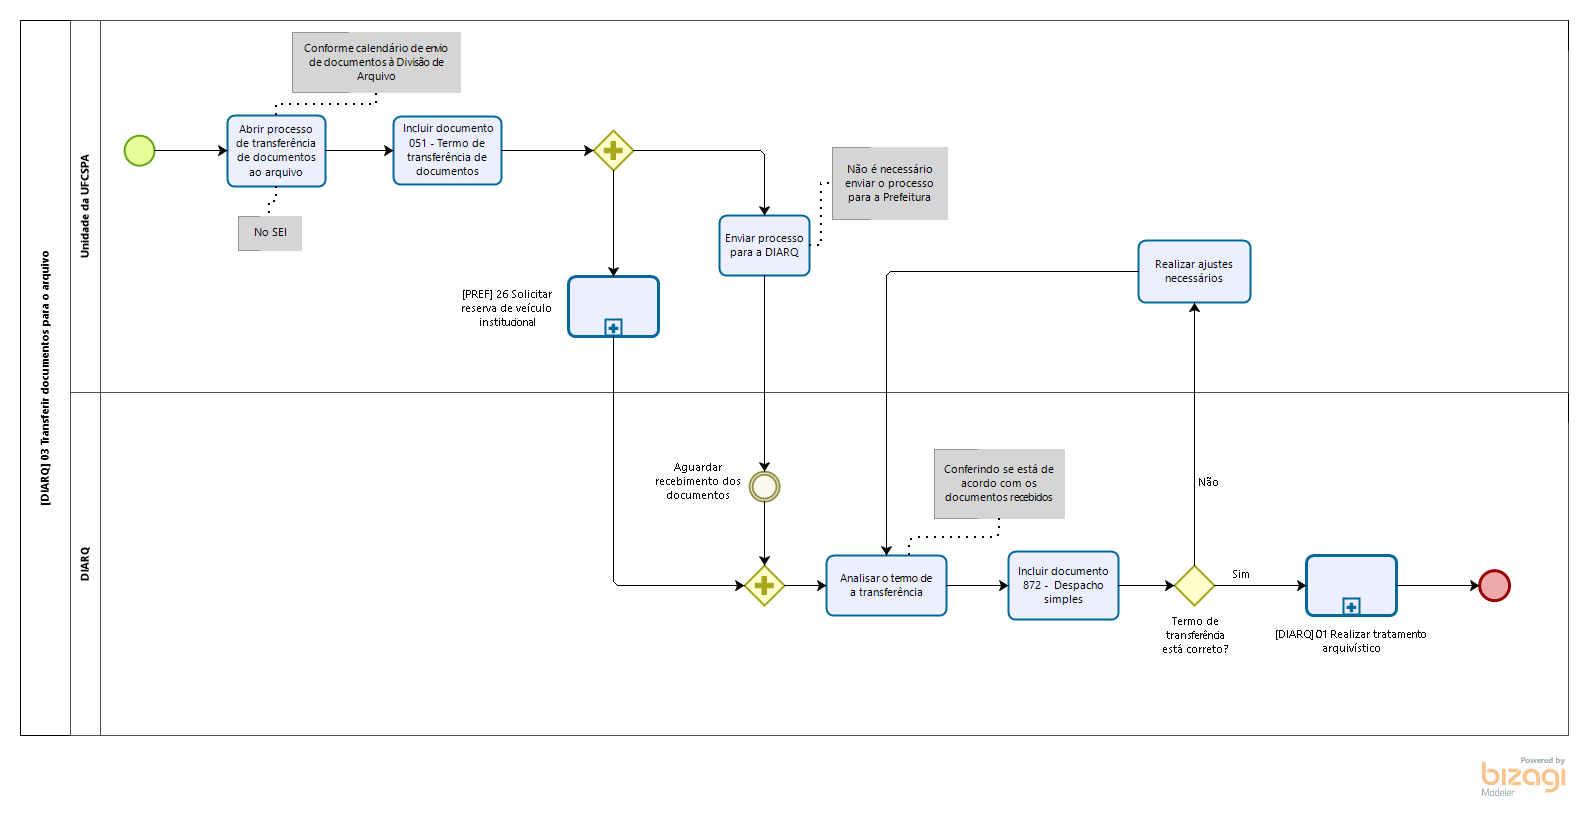 [DIARQ] 03 Transferir documentos para o arquivo
Unidade da UFCSPA
Conforme calendário de envio
de documentos à Divisão de
Arquivo
Abrir processo
de transferência
de documentos
ao arquivo
No SEI
Incluir documento
051 - Termo de
transferência de
documentos
[PREF] 26 Solicitar
reserva de veículo
institucional
Enviar processo
para a DIARQ
Não é necessário
enviar o processo
para a Prefeitura
Realizar ajustes
necessários
DIARQ
Aguardar
recebimento dos
documentos
Conferindo se está de
acordo com os
documentos recebidos
Analisar o termo de
a transferência
Incluir documento
872 - Despacho
simples
Não
Sim
Termo de
transferência
está correto?
[DIARQ] 01 Realizar tratamento
arquivístico
Powered by
bizagi
Modeler